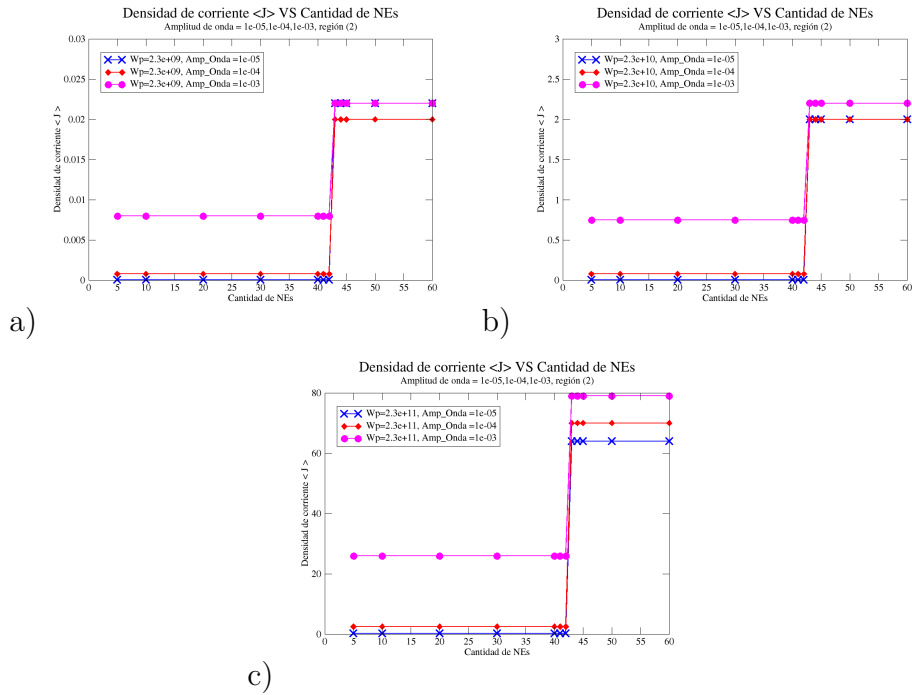 Densidad de corriente <J> VS Cantidad de NEs
Amplitud de onda = 1e-05,1e-04,1e-03, región (2)
Wp=2.3e+09, Amp_Onda =1e-05
Wp=2.3e+09, Amp_Onda =1e-04
Wp=2.3e+09, Amp_Onda =1e-03
Densidad de corriente < J >
0.03
0.025
0.02
0.015
0.01
0.005
0
0 5 10 15 20 25 30 35 40 45 50 55 60
Cantidad de NEs
a)
Densidad de corriente <J> VS Cantidad de NEs
Amplitud de onda = 1e-05,1e-04,1e-03, región (2)
Wp=2.3e+10, Amp_Onda =1e-05
Wp=2.3e+10, Amp_Onda =1e-04
Wp=2.3e+10, Amp_Onda =1e-03
Densidad de corriente < J >
3
2.5
2
1.5
1
0.5
0
0 5 10 15 20 25 30 35 40 45 50 55 60
Cantidad de NEs
b)
Densidad de corriente <J> VS Cantidad de NEs
Amplitud de onda = 1e-05,1e-04,1e-03, región (2)
Wp=2.3e+11, Amp_Onda =1e-05
Wp=2.3e+11, Amp_Onda =1e-04
Wp=2.3e+11, Amp_Onda =1e-03
Densidad de corriente < J >
80
60
40
20
0
0 5 10 15 20 25 30 35 40 45 50 55 60
Cantidad de NEs
c)